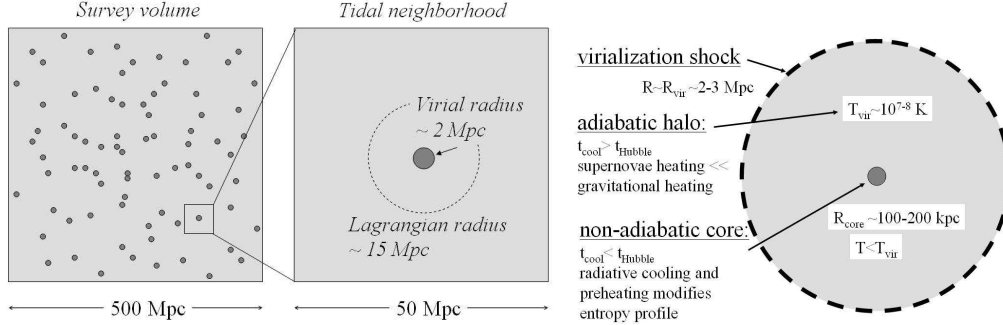 Survey volume
500 Mpc
Tidal neighborhood
Virial radius
~ 2 Mpc
Lagrangian radius
~ 15 Mpc
50 Mpc
virialization shock
R~R_vir~2-3 Mpc
adiabatic halo:
t_cool> t_Hubble
supernovae heating <<
gravitational heating
non-adiabatic core:
t_cool< t_Hubble
radiative cooling and
preheating modifies
entropy profile
T_vir~10^7-8 K
R_core ~100-200 kpc
T<T_vir